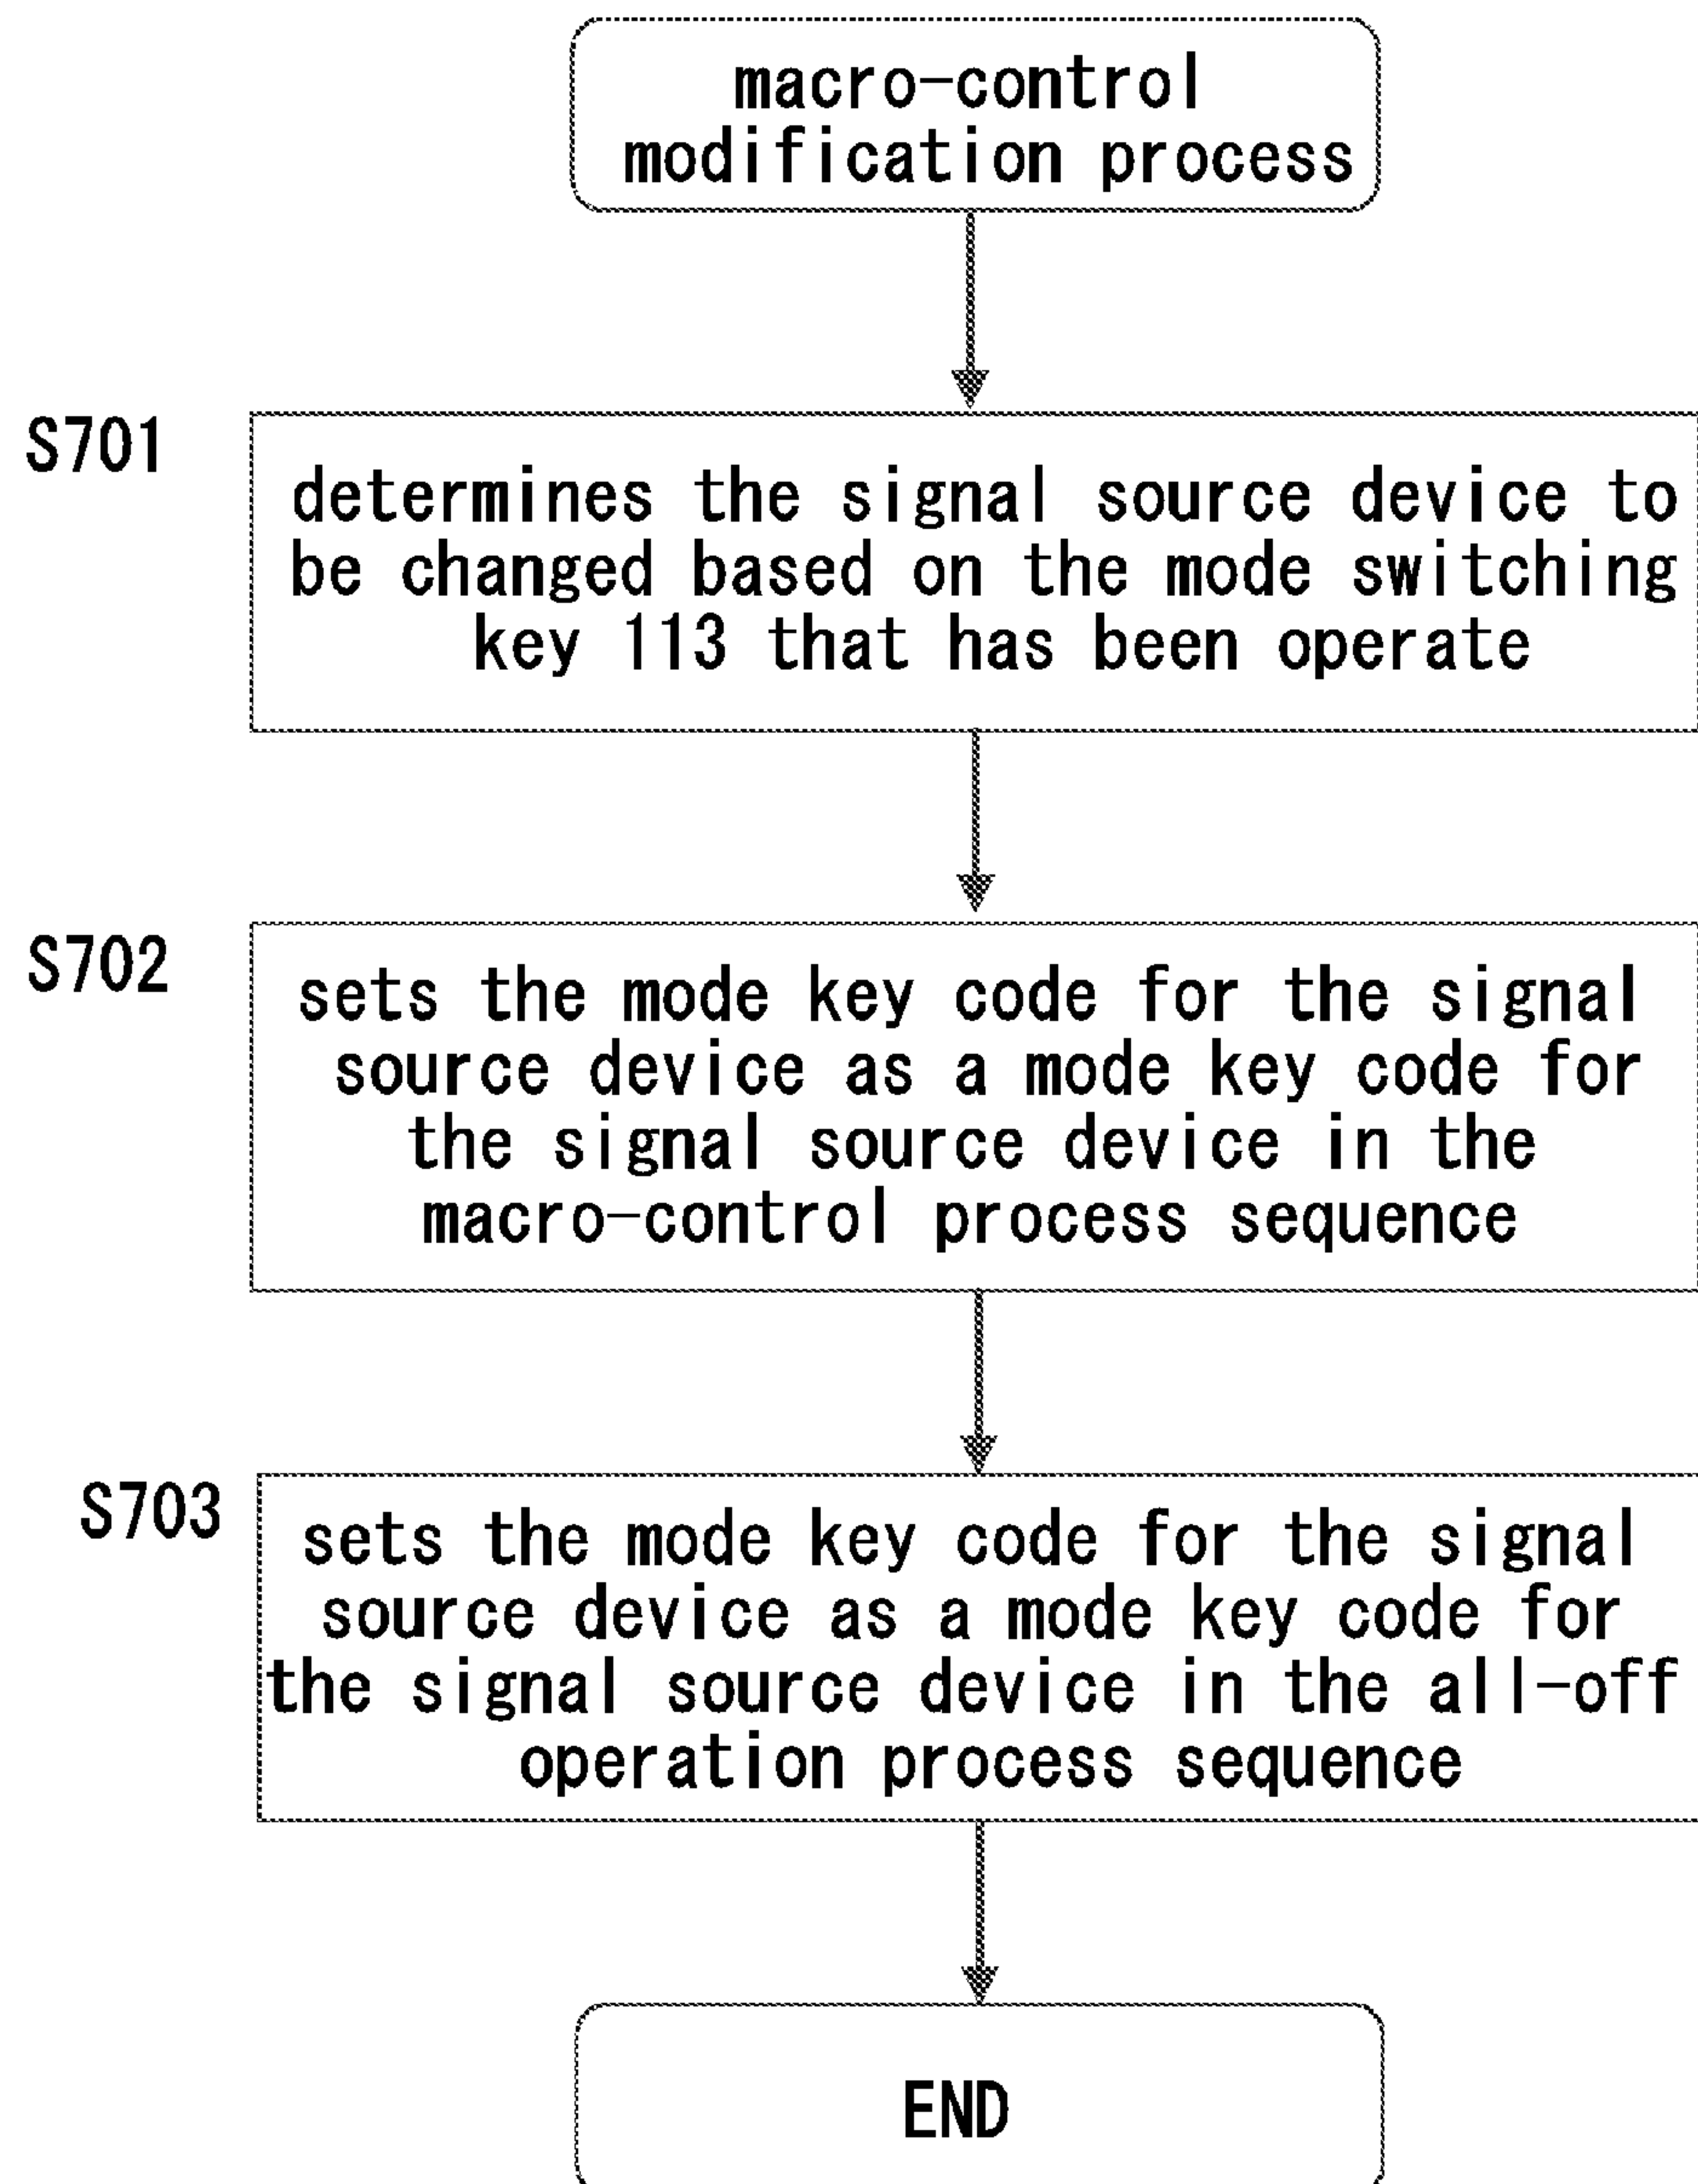 macro-control
modification process
S701
determines the signal source device to
be changed based on the mode switching
key 113 that has been operate
S702
sets the mode key code for the signal
source device as a mode key code for
the signal source device in the
macro-control process sequence
S703
sets the mode key code for the signal
source device as a mode key code for
the signal source device in the all-off
operation process sequence
END